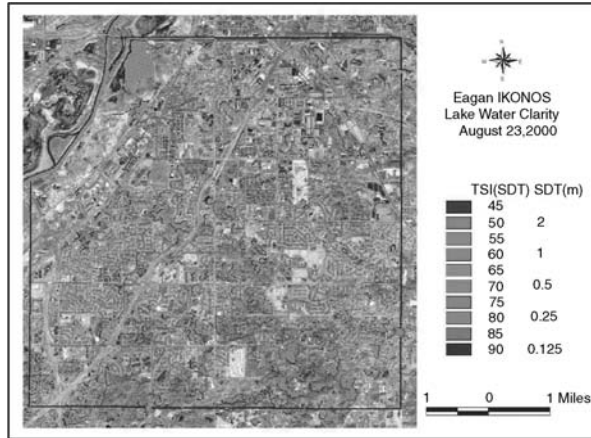 Eagan IKONOS
Lake Water Clarity
August 23,2000
TSI(SDT) SDT(m)
45
50 2
55
60 1
65
70 0.5
75
80 0.25
85
90 0.125
1 0 1 Miles